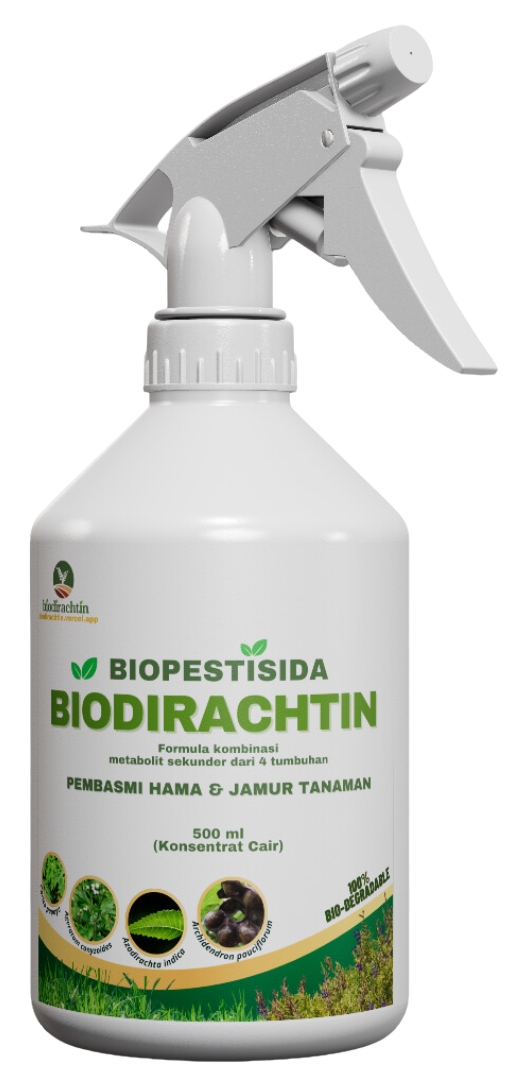 biodirachtin
BIOPESTISIDA
BIODIRACHTIN
Formula kombinasi
metabolit sekunder dari 4 tumbuhan
PEMBASMI HAMA & JAMUR TANAMAN
500 ml
(Konsentrat Cair)
100%
BIO-DEGRADABLE
Ageratum conyzoides
Azadirachta indica
Archidendron pauciflorum